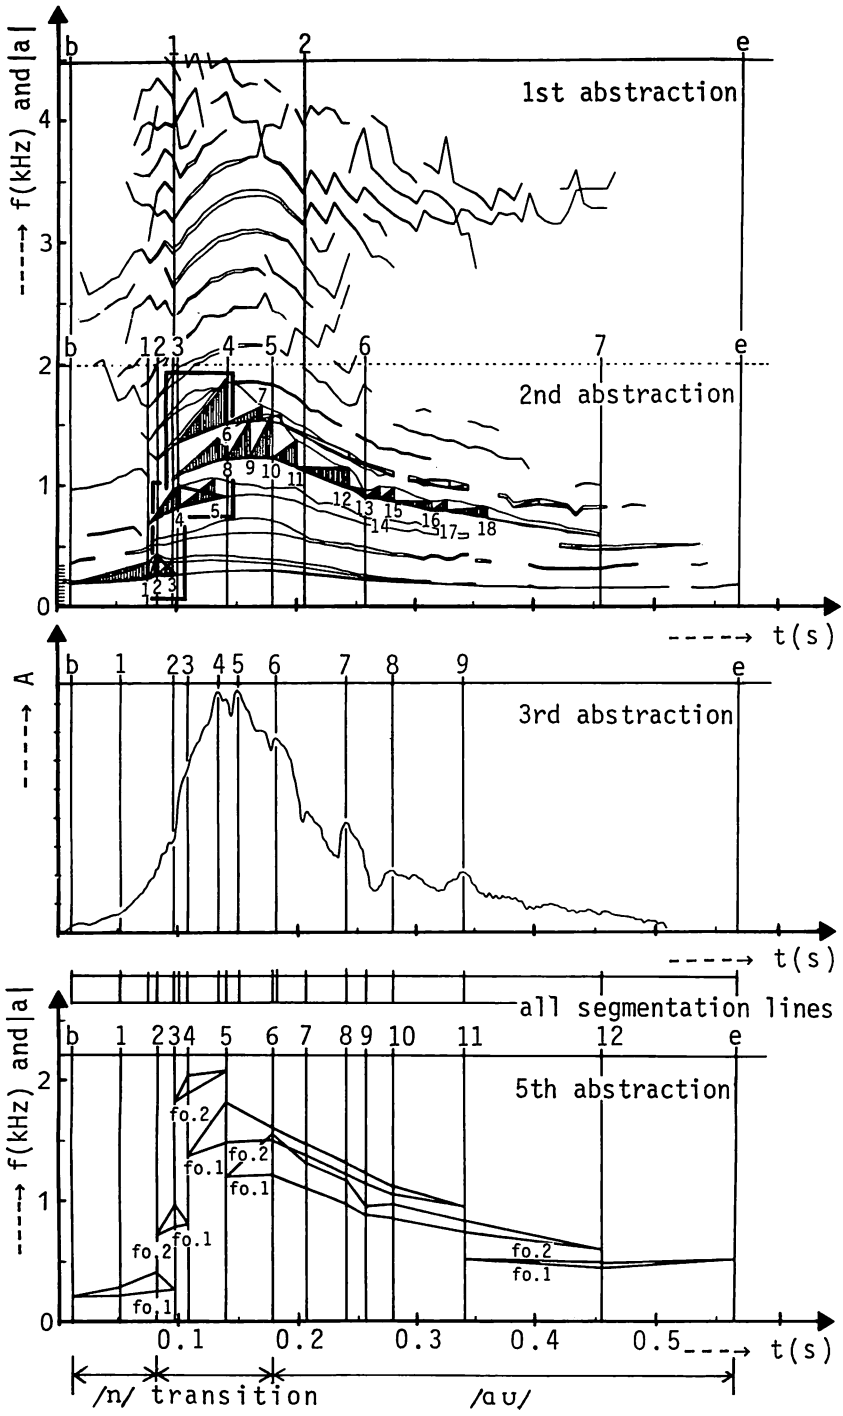 b 1 2 e
1st abstraction
----→ f(kHz) and |a|
4
3
2
b 1 2 3 4 5 6 7 e
2nd abstraction
7
6
8 9 10 11
1
12 13 15 16
4 5 14 17 18
1 2 3
0
----→ t(s)
b 1 2 3 4 5 6 7 8 9 e
3rd abstraction
----→ A
----→ t(s)
all segmentation lines
b 1 2 3 4 5 6 7 8 9 10 11 12 e
5th abstraction
----→ f(kHz) and |a|
2
fo.2
fo.1 fo.2
fo.1
1
fo.2 fo.1
fo.2
fo.1
fo.1
0
0.1 0.2 0.3 0.4 0.5 ----→ t(s)
/n/ transition /aʊ/